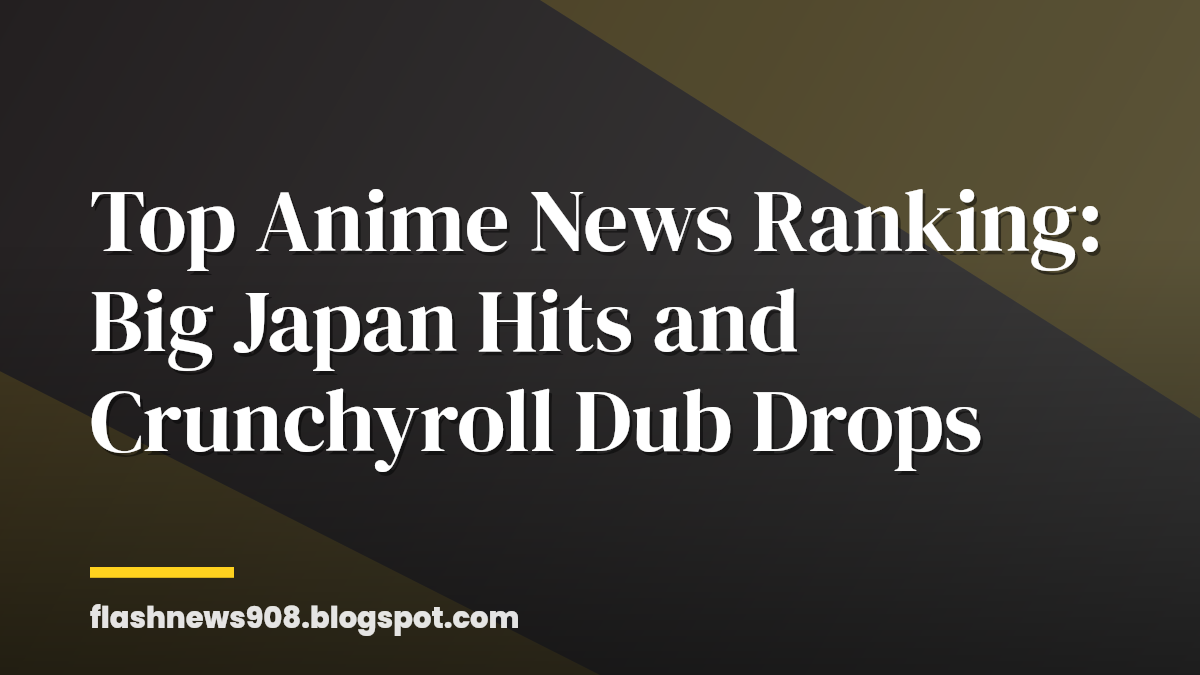 Top Anime News Ranking:
Big Japan Hits and
Crunchyroll Dub Drops
flashnews908.blogspot.com